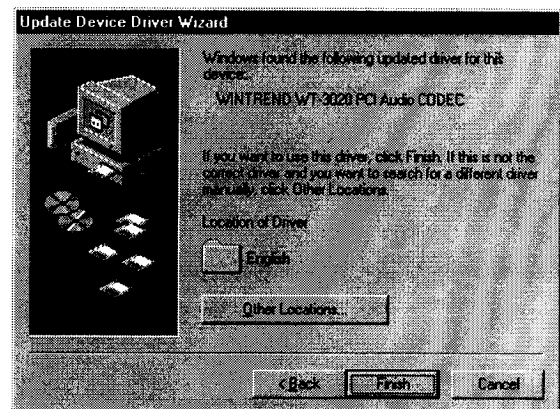 Update Device Driver Wizard
Windows found the following updated driver for this
device:
WINTREND WT-3020 PCI Audio CODEC
If you want to use this driver, click Finish. If this is not the
correct driver and you want to search for a different driver
manually, click Other Locations.
Location of Driver
English
Other Locations...
< Back
Finish
Cancel